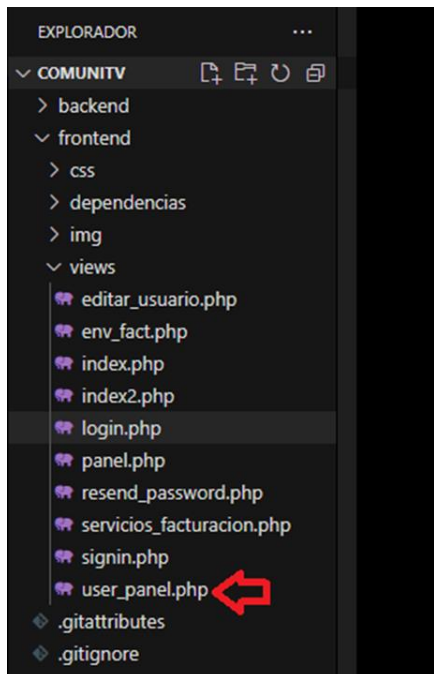 EXPLORADOR
COMUNITV
backend
frontend
css
dependencias
img
views
editar_usuario.php
env_fact.php
index.php
index2.php
login.php
panel.php
resend_password.php
servicios_facturacion.php
signin.php
user_panel.php
.gitattributes
.gitignore